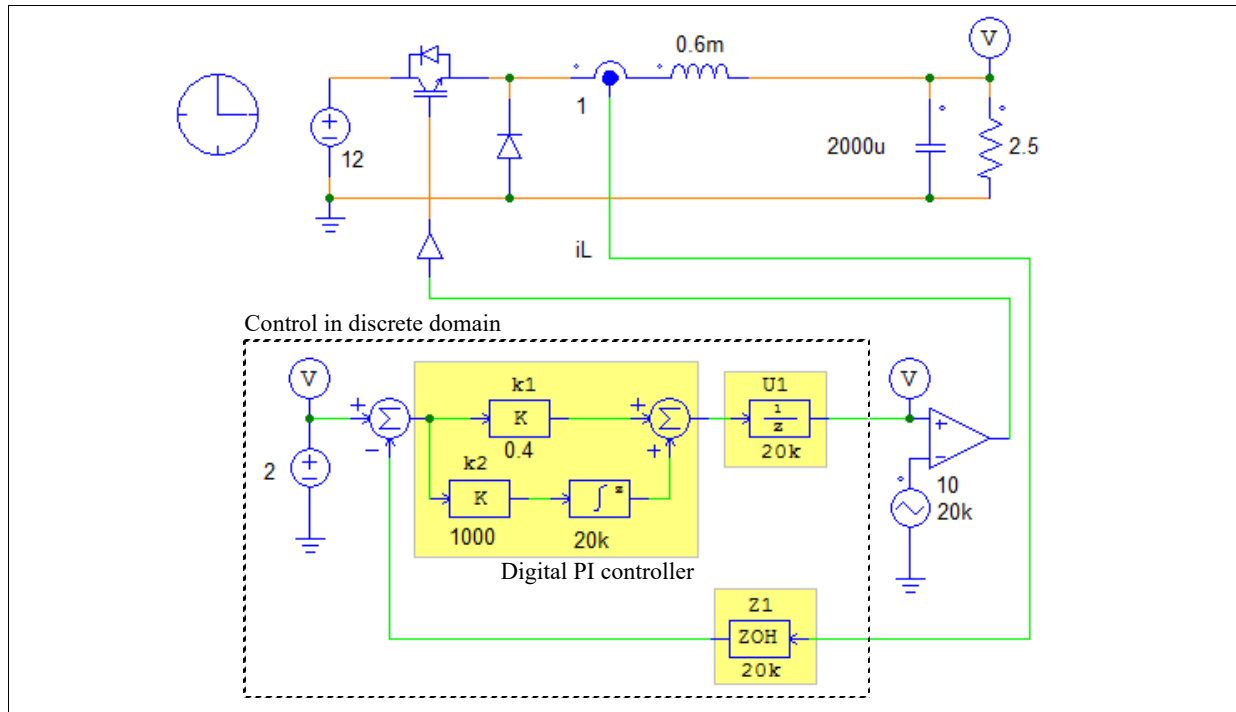 V
0.6m
1
12
2000u
2.5
iL
Control in discrete domain
V
k1
K
0.4
k2
K
1000
z
20k
Digital PI controller
U1
1
z
20k
V
2
10
20k
Z1
ZOH
20k